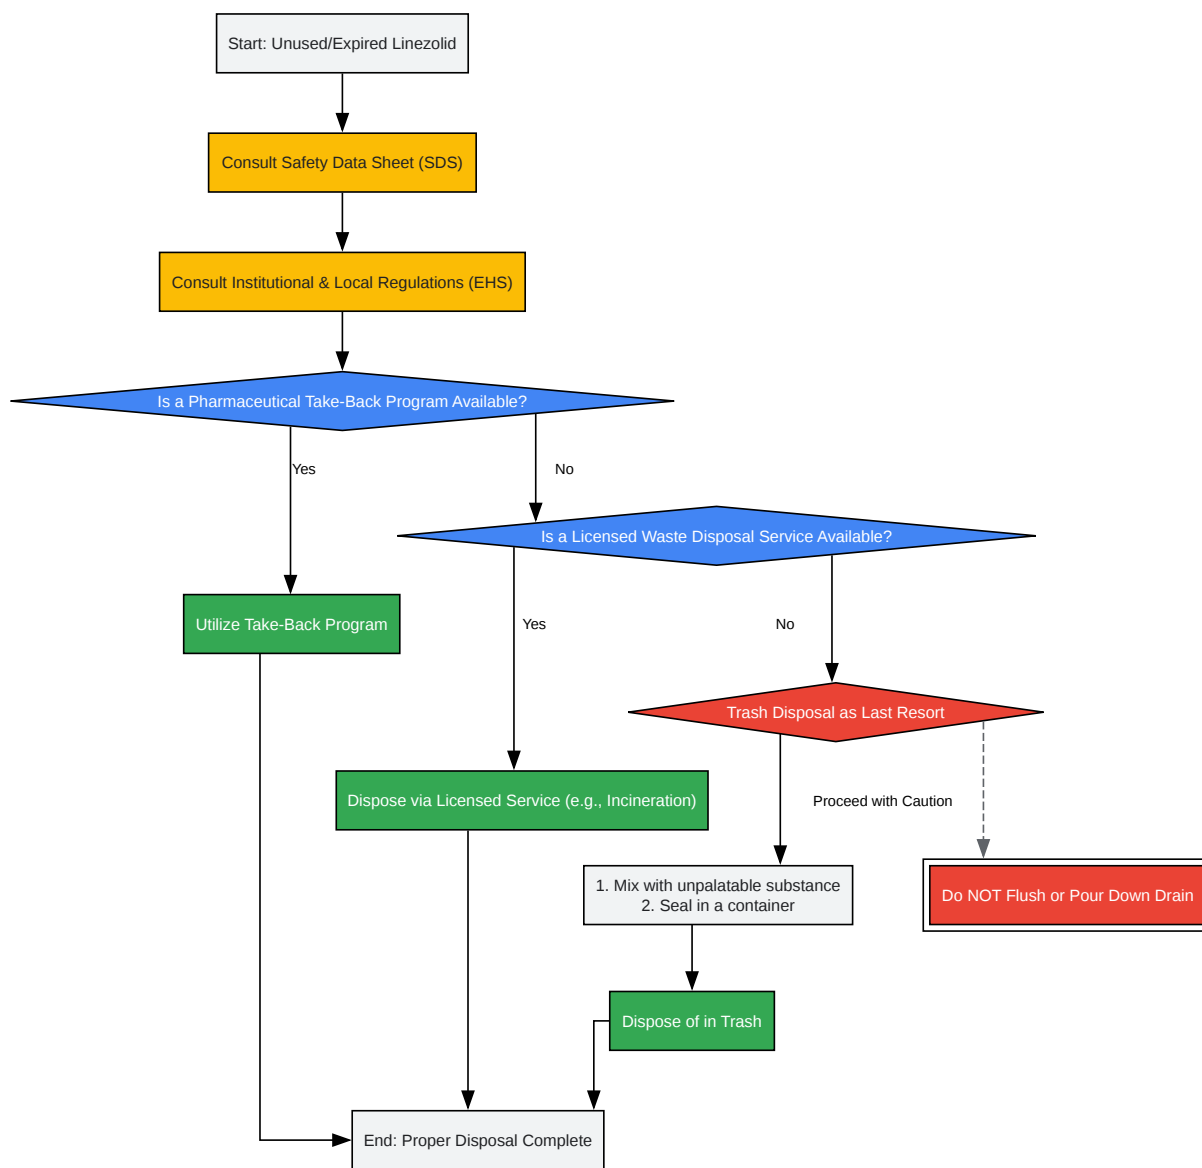 Start: Unused/Expired Linezolid
Consult Safety Data Sheet (SDS)
Consult Institutional & Local Regulations (EHS)
Is a Pharmaceutical Take-Back Program Available?
Yes
No
Is a Licensed Waste Disposal Service Available?
Utilize Take-Back Program
Yes
No
Trash Disposal as Last Resort
Dispose via Licensed Service (e.g., Incineration)
Proceed with Caution
1. Mix with unpalatable substance
2. Seal in a container
Do NOT Flush or Pour Down Drain
Dispose of in Trash
End: Proper Disposal Complete